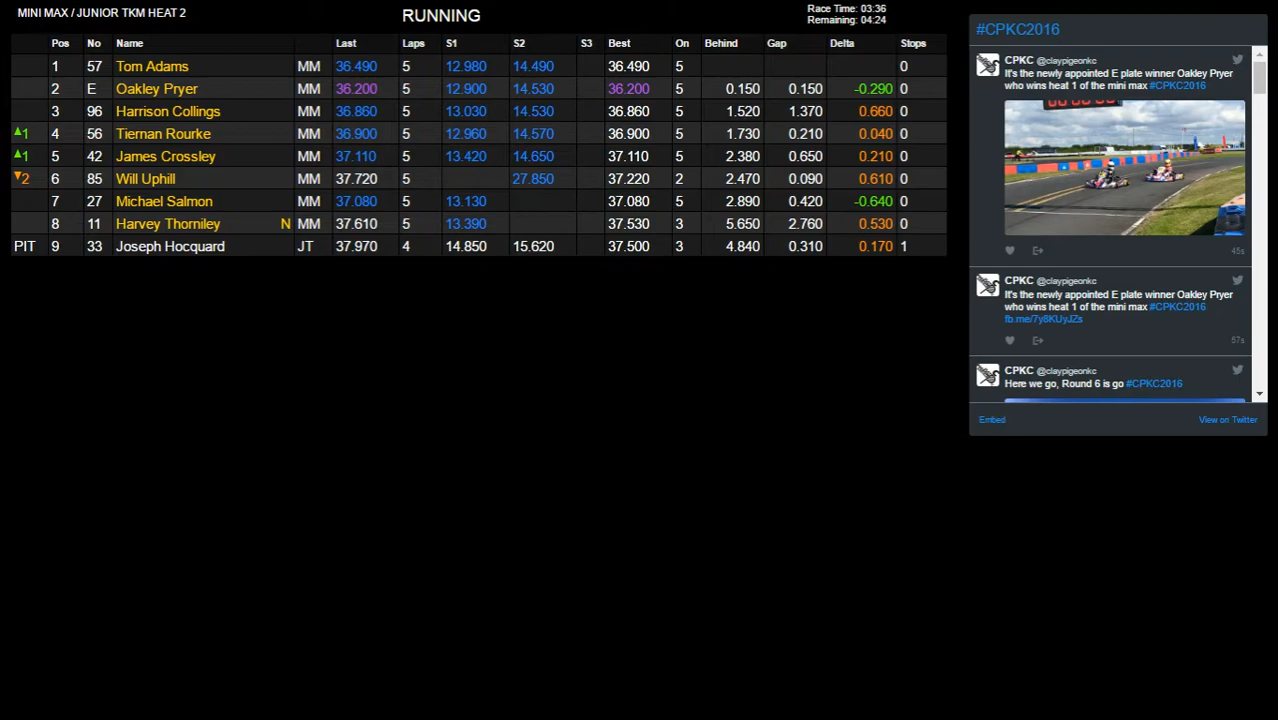 MINI MAX / JUNIOR TKM HEAT 2
RUNNING
Race Time: 03:36
Remaining: 04:24
Pos No Name Last Laps S1 S2 S3 Best On Behind Gap Delta Stops
1 57 Tom Adams MM 36.490 5 12.980 14.490 36.490 5 0
2 E Oakley Pryer MM 36.200 5 12.900 14.530 36.200 5 0.150 0.150 -0.290 0
3 96 Harrison Collings MM 36.860 5 13.030 14.530 36.860 5 1.520 1.370 0.660 0
▲1 4 56 Tiernan Rourke MM 36.900 5 12.960 14.570 36.900 5 1.730 0.210 0.040 0
▲1 5 42 James Crossley MM 37.110 5 13.420 14.650 37.110 5 2.380 0.650 0.210 0
▼2 6 85 Will Uphill MM 37.720 5 27.850 37.220 2 2.470 0.090 0.610 0
7 27 Michael Salmon MM 37.080 5 13.130 37.080 5 2.890 0.420 -0.640 0
8 11 Harvey Thorniley N MM 37.610 5 13.390 37.530 3 5.650 2.760 0.530 0
PIT 9 33 Joseph Hocquard JT 37.970 4 14.850 15.620 37.500 3 4.840 0.310 0.170 1
#CPKC2016
CPKC @claypigeonkc
It's the newly appointed E plate winner Oakley Pryer
who wins heat 1 of the mini max #CPKC2016
45s
CPKC @claypigeonkc
It's the newly appointed E plate winner Oakley Pryer
who wins heat 1 of the mini max #CPKC2016
fb.me/7y8KUyJZs
57s
CPKC @claypigeonkc
Here we go, Round 6 is go #CPKC2016
Embed View on Twitter